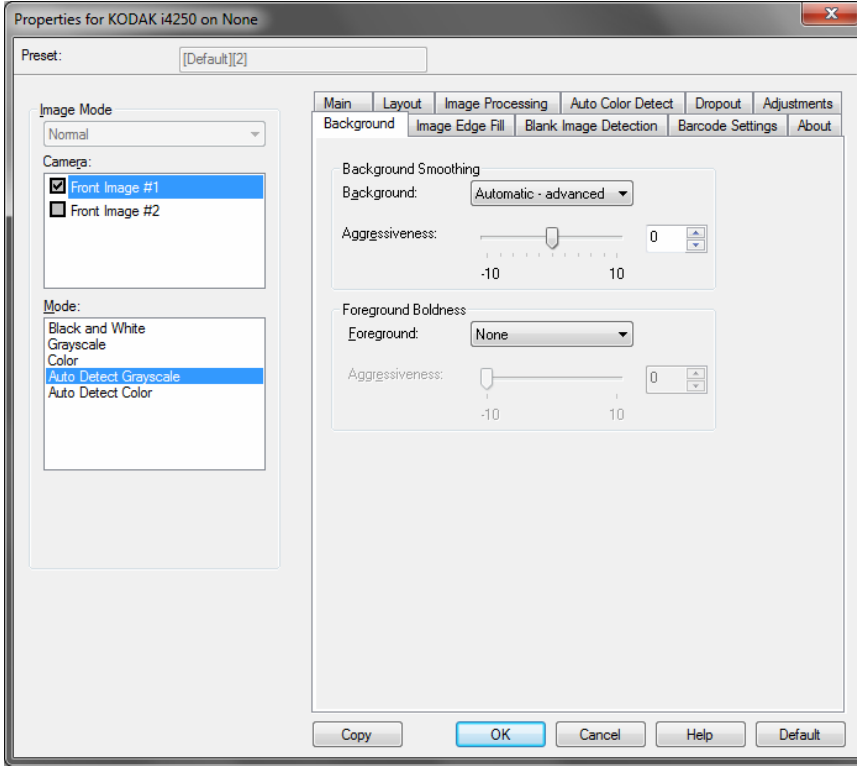 Properties for KODAK i4250 on None
Preset:
[Default][2]
Image Mode
Normal
Camera:
Front Image #1
Front Image #2
Mode:
Black and White
Grayscale
Color
Auto Detect Grayscale
Auto Detect Color
Main Layout Image Processing Auto Color Detect Dropout Adjustments
Background Image Edge Fill Blank Image Detection Barcode Settings About
Background Smoothing
Background: Automatic - advanced
Aggressiveness: 0
-10 10
Foreground Boldness
Foreground: None
Aggressiveness: 0
-10 10
Copy OK Cancel Help Default